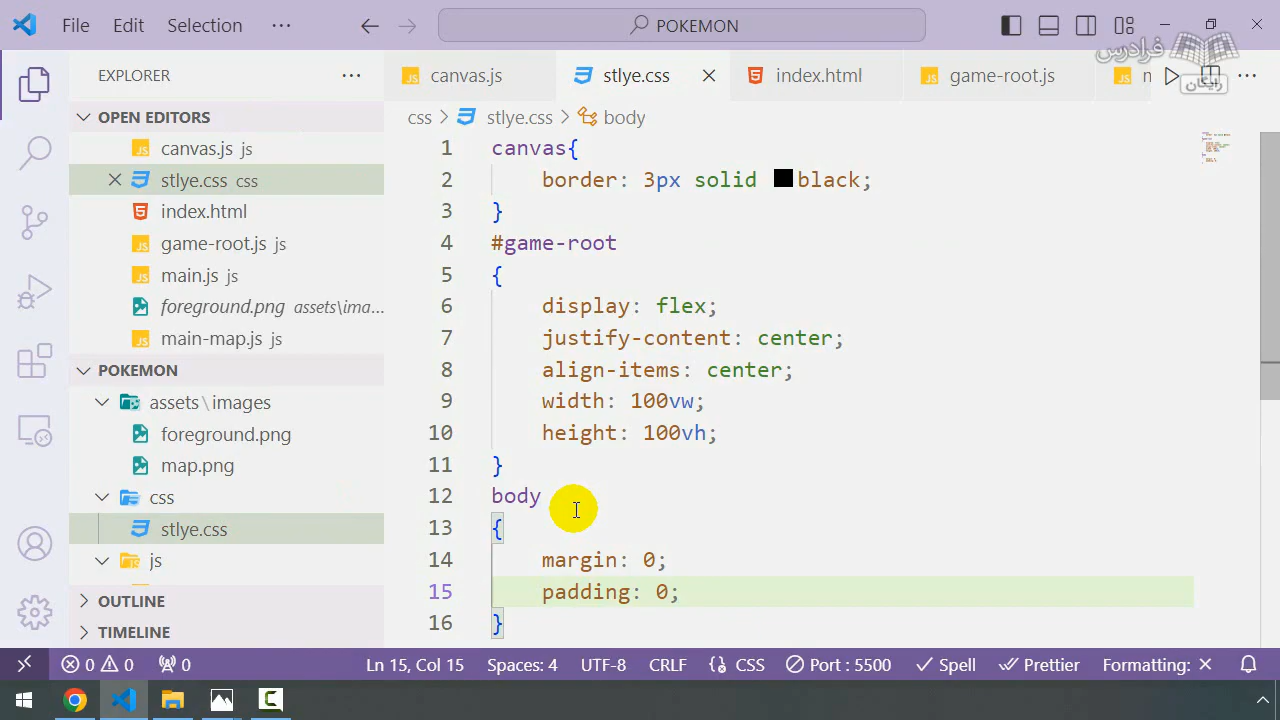 File Edit Selection ··· POKEMON
فرادرس
رایگان
EXPLORER ···
canvas.js stlye.css index.html game-root.js ···
OPEN EDITORS
canvas.js js
stlye.css css
index.html
game-root.js js
main.js js
foreground.png assets\ima...
main-map.js js
POKEMON
assets\images
foreground.png
map.png
css
stlye.css
js
OUTLINE
TIMELINE
css > stlye.css > body
1 canvas{
2 border: 3px solid black;
3 }
4 #game-root
5 {
6 display: flex;
7 justify-content: center;
8 align-items: center;
9 width: 100vw;
10 height: 100vh;
11 }
12 body
13 {
14 margin: 0;
15 padding: 0;
16 }
0 0 0 Ln 15, Col 15 Spaces: 4 UTF-8 CRLF {} CSS Port : 5500 Spell Prettier Formatting: ×